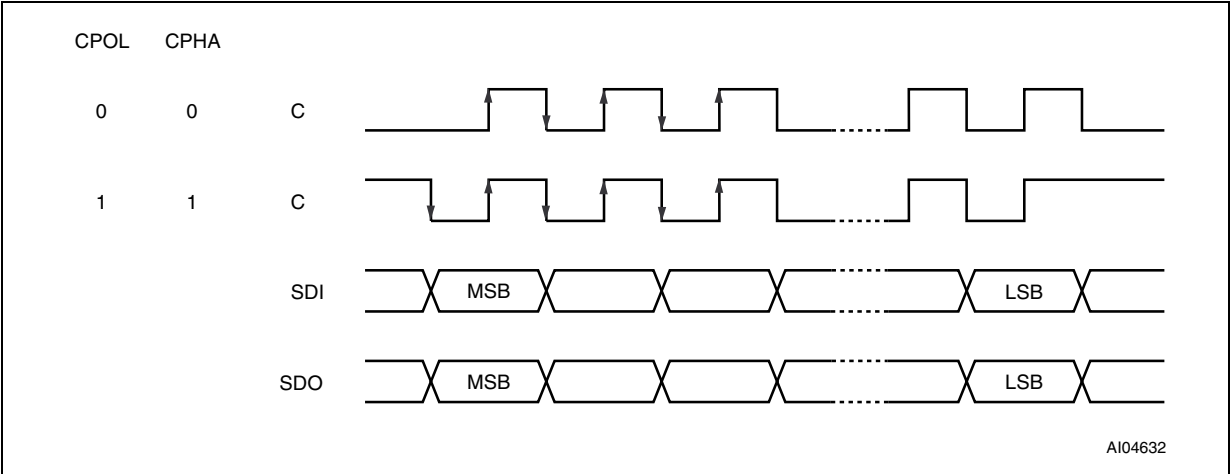 CPOL CPHA
0 0 C
1 1 C
SDI MSB LSB
SDO MSB LSB
AI04632